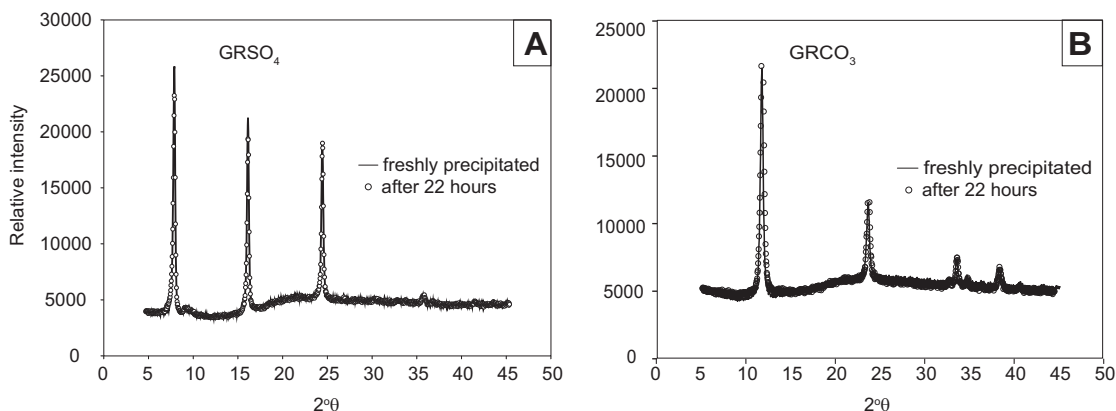 A
GRSO₄
Relative intensity
30000
25000
20000
15000
10000
5000
0
— freshly precipitated
○ after 22 hours
0 5 10 15 20 25 30 35 40 45 50
2°θ
B
GRCO₃
25000
20000
15000
10000
5000
0
— freshly precipitated
○ after 22 hours
0 5 10 15 20 25 30 35 40 45 50
2°θ